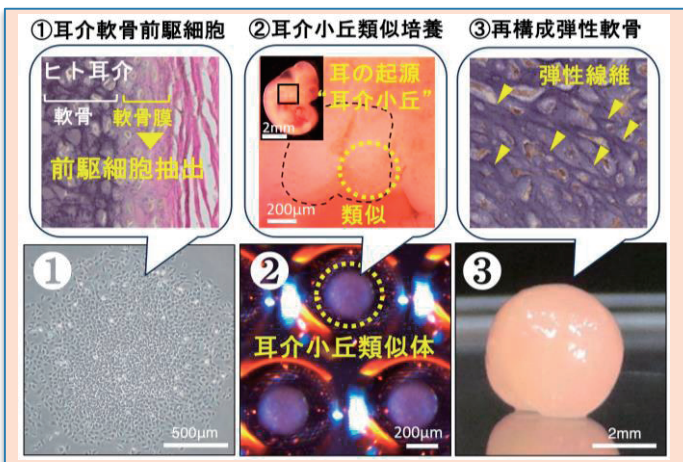 ①耳介軟骨前駆細胞
②耳介小丘類似培養
③再構成弾性軟骨
ヒト耳介
軟骨 軟骨膜
前駆細胞抽出
耳の起源
“耳介小丘”
2mm
類似
200μm
弾性線維
1
500μm
2
耳介小丘類似体
200μm
3
2mm